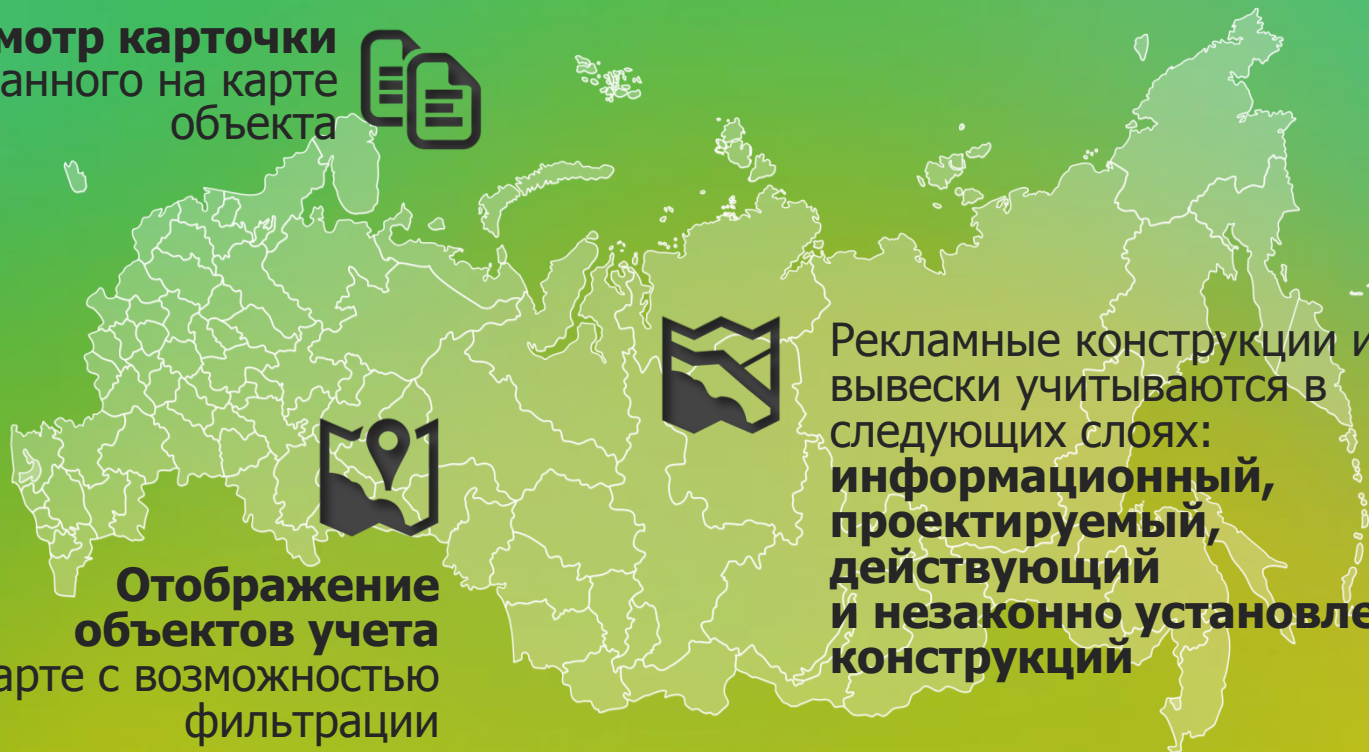 мотр карточки
анного на карте
объекта
Рекламные конструкции и
вывески учитываются в
следующих слоях:
информационный,
проектируемый,
действующий
и незаконно установле
конструкций
Отображение
объектов учета
арте с возможностью
фильтрации